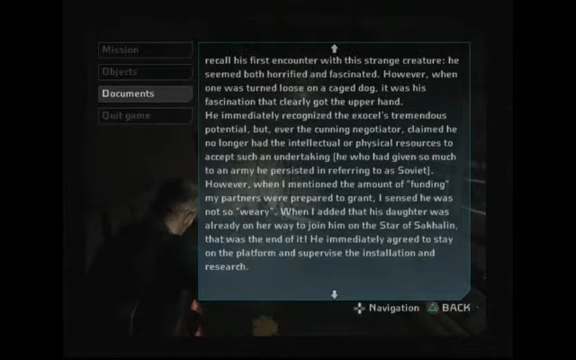 Mission
Objects
Documents
Quit game
recall his first encounter with this strange creature: he
seemed both horrified and fascinated. However, when
one was turned loose on a caged dog, it was his
fascination that clearly got the upper hand.
He immediately recognized the exocel's tremendous
potential, but, ever the cunning negotiator, claimed he
no longer had the intellectual or physical resources to
accept such an undertaking (he who had given so much
to an army he persisted in referring to as Soviet).
However, when I mentioned the amount of "funding"
my partners were prepared to grant, I sensed he was
not so "weary". When I added that his daughter was
already on her way to join him on the Star of Sakhalin,
that was the end of it! He immediately agreed to stay
on the platform and supervise the installation and
research.
Navigation BACK